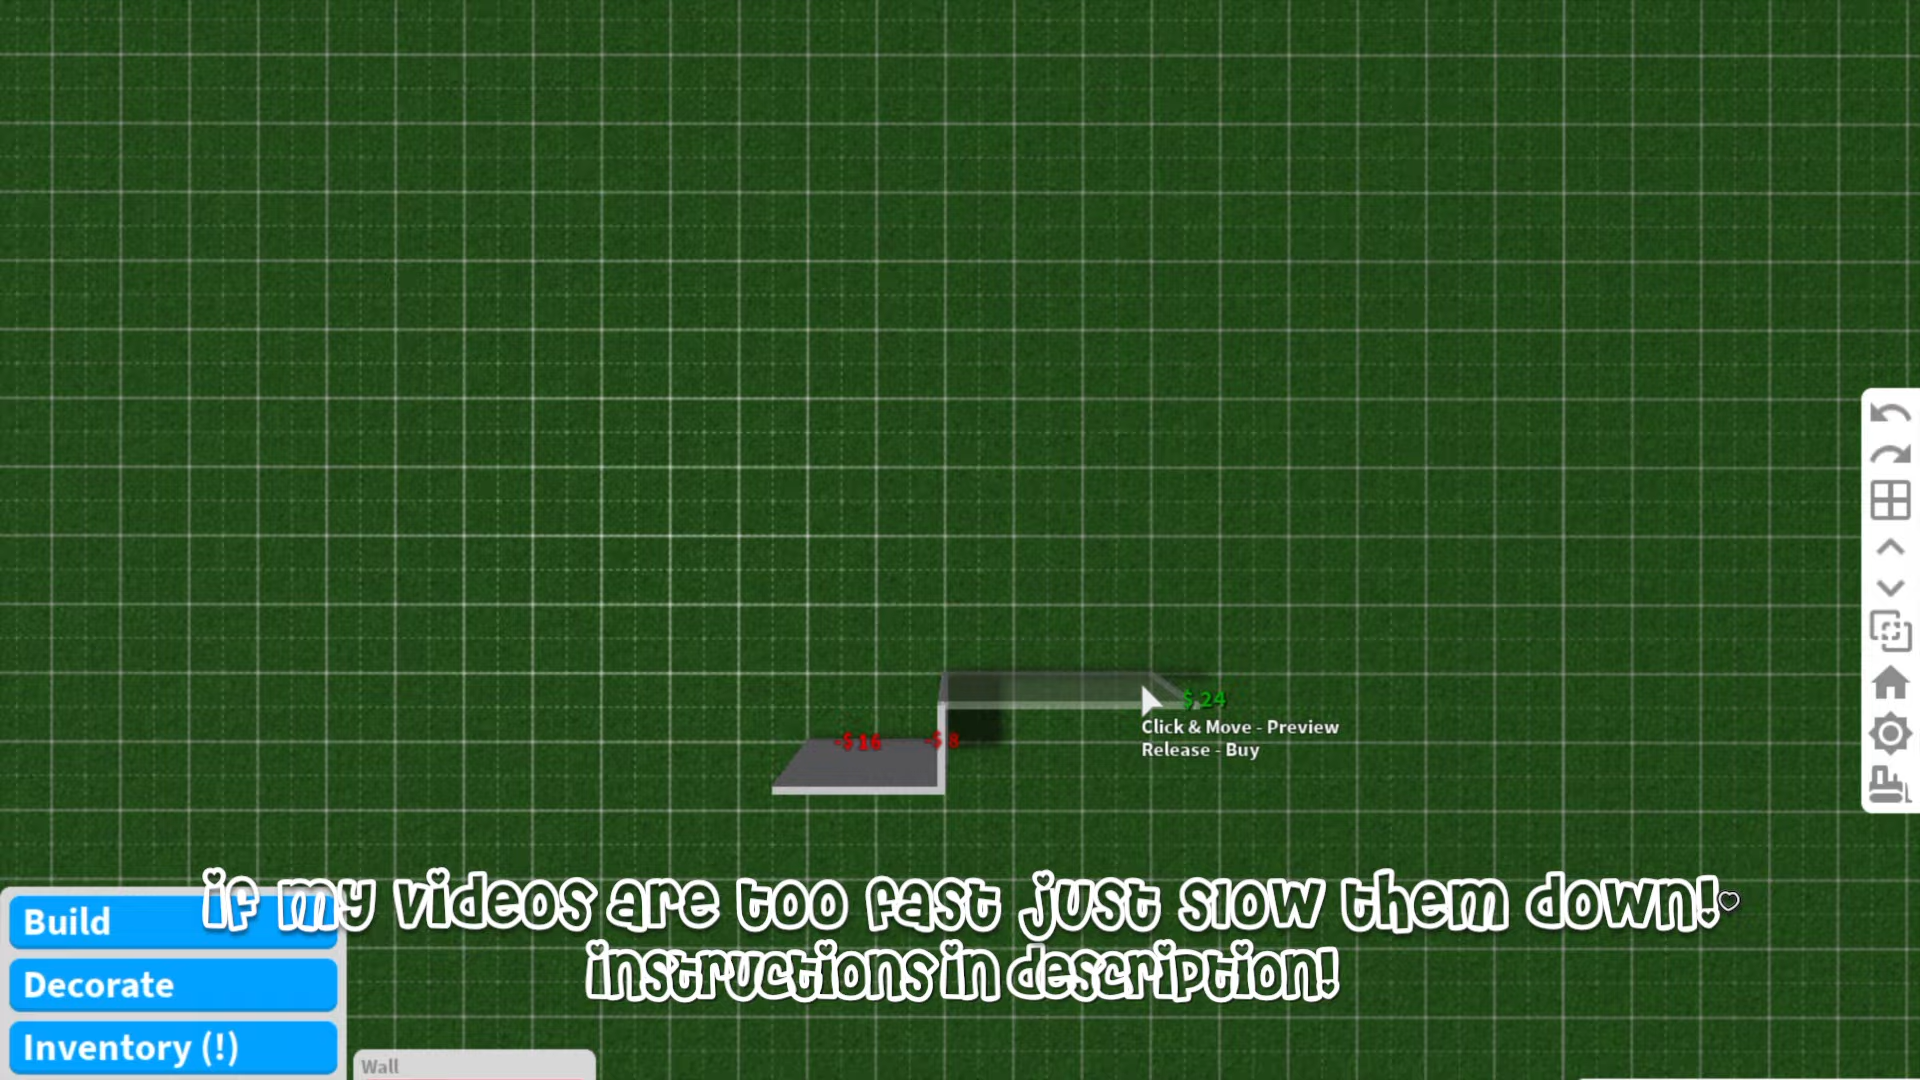 -$ 16
-$ 8
$ 24
Click & Move - Preview
Release - Buy
if my videos are too fast just slow them down!♡
instructions in description!
Build
Decorate
Inventory (!)
Wall